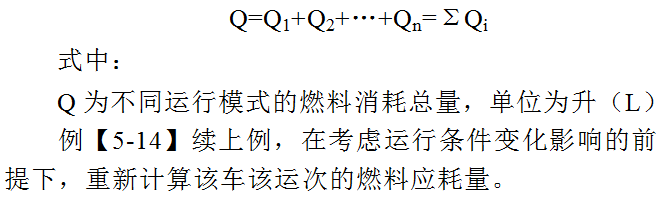 Q=Q₁+Q₂+…+Qₙ=ΣQᵢ
式中：
Q 为不同运行模式的燃料消耗总量，单位为升（L）
例【5-14】续上例，在考虑运行条件变化影响的前
提下，重新计算该车该运次的燃料应耗量。